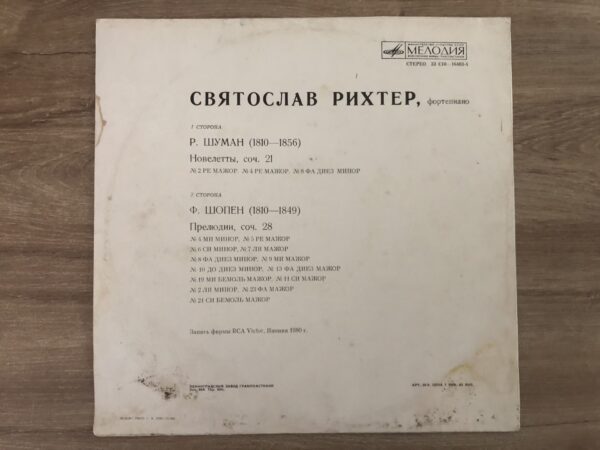 МЕЛОДИЯ
СТЕРЕО 33 С10—
СВЯТОСЛАВ РИХТЕР, фортепиано
1 СТОРОНА
Р. ШУМАН (1810—1856)
Новелетты, соч. 21
№ 2 РЕ МАЖОР, № 4 РЕ МАЖОР, № 8 ФА ДИЕЗ МИНОР
2 СТОРОНА
Ф. ШОПЕН (1810—1849)
Прелюдии, соч. 28
№ 4 МИ МИНОР, № 5 РЕ МАЖОР
№ 6 СИ МИНОР, № 7 ЛЯ МАЖОР
№ 8 ФА ДИЕЗ МИНОР, № 9 МИ МАЖОР
№ 10 ДО ДИЕЗ МИНОР, № 13 ФА ДИЕЗ МАЖОР
№ 19 МИ БЕМОЛЬ МАЖОР, № 11 СИ МАЖОР
№ 2 ЛЯ МИНОР, № 23 ФА МАЖОР
№ 21 СИ БЕМОЛЬ МАЖОР
Запись фирмы RCA Victor, Япония
ЛЕНИНГРАДСКИЙ ЗАВОД ГРАМПЛАСТИНОК